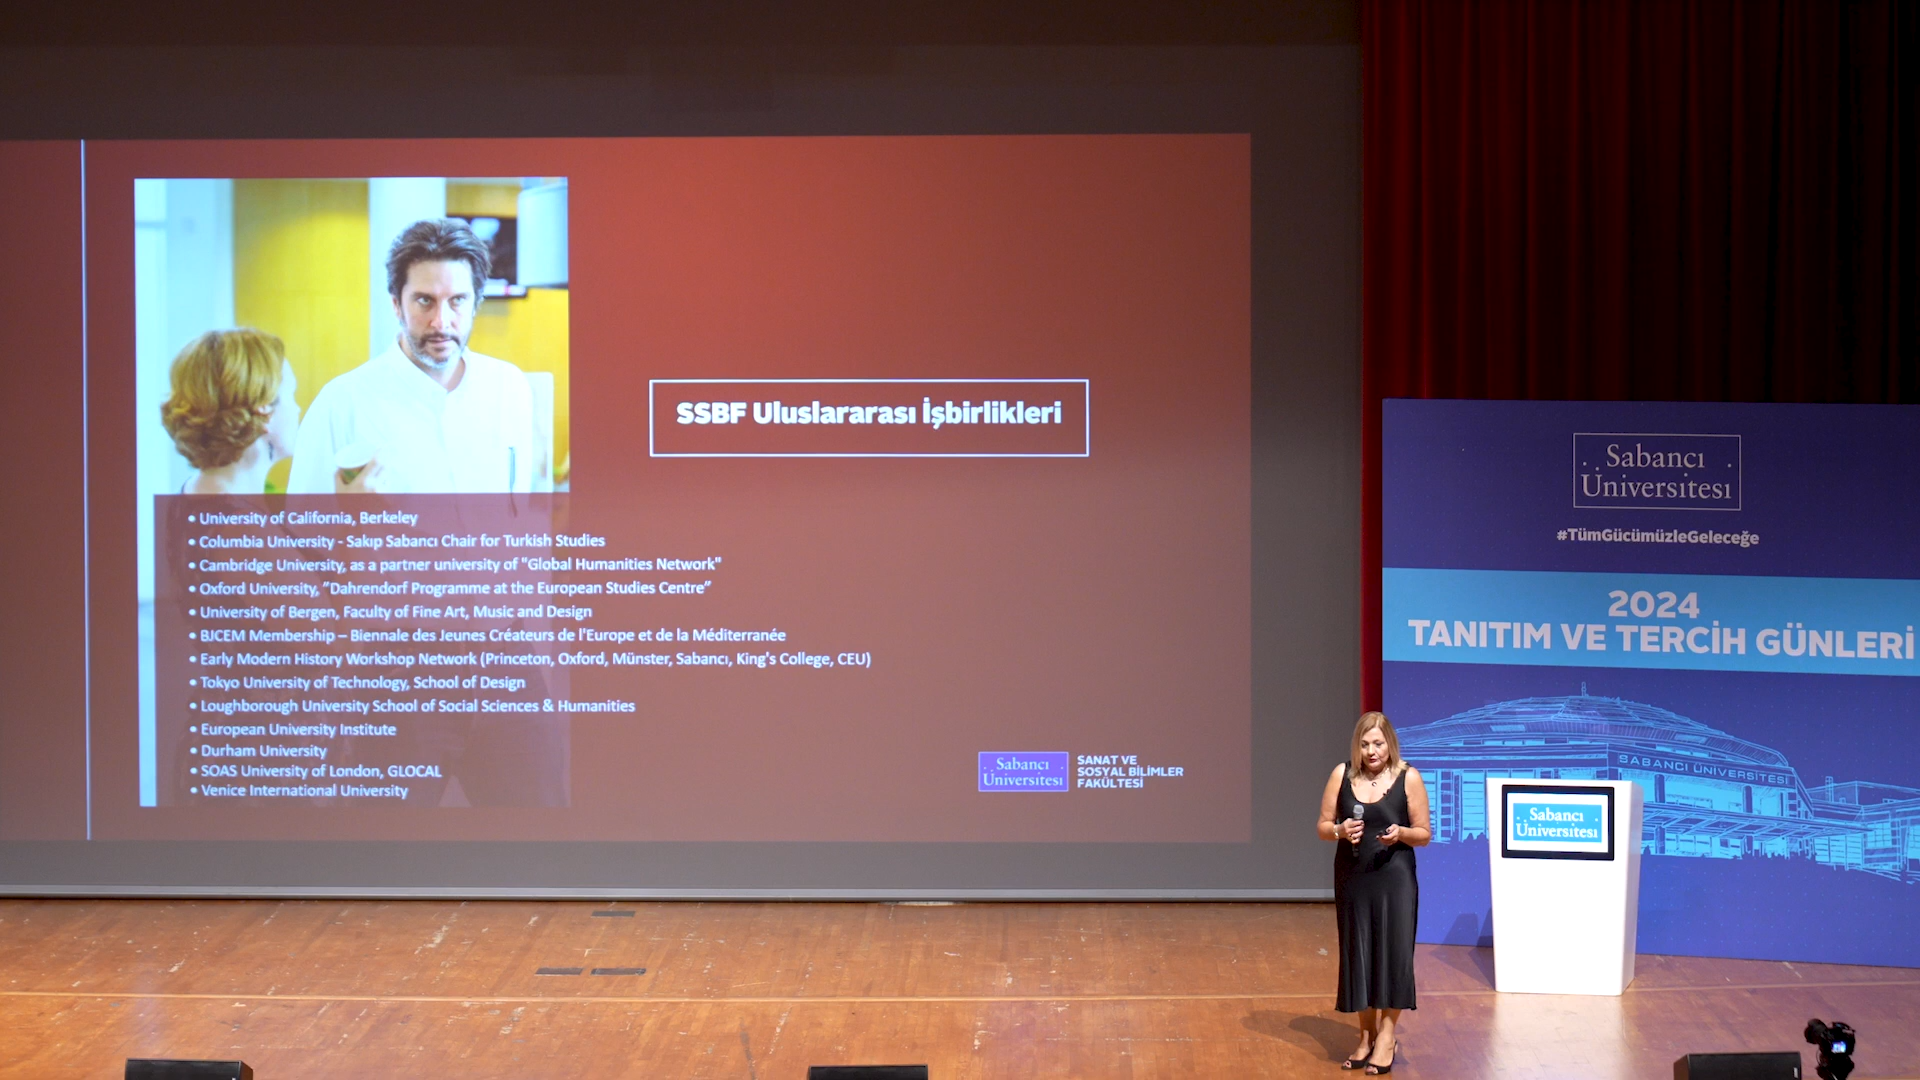 SSBF Uluslararası İşbirlikleri
• University of California, Berkeley
• Columbia University - Sakıp Sabancı Chair for Turkish Studies
• Cambridge University, as a partner university of "Global Humanities Network"
• Oxford University, "Dahrendorf Programme at the European Studies Centre"
• University of Bergen, Faculty of Fine Art, Music and Design
• BJCEM Membership – Biennale des Jeunes Créateurs de l'Europe et de la Méditerranée
• Early Modern History Workshop Network (Princeton, Oxford, Münster, Sabancı, King's College, CEU)
• Tokyo University of Technology, School of Design
• Loughborough University School of Social Sciences & Humanities
• European University Institute
• Durham University
• SOAS University of London, GLOCAL
• Venice International University
Sabancı
Üniversitesi
SANAT VE
SOSYAL BİLİMLER
FAKÜLTESİ
Sabancı
Üniversitesi
#TümGücümüzleGeleceğe
2024
TANITIM VE TERCİH GÜNLERİ
SABANCI ÜNİVERSİTESİ
Sabancı
Üniversitesi